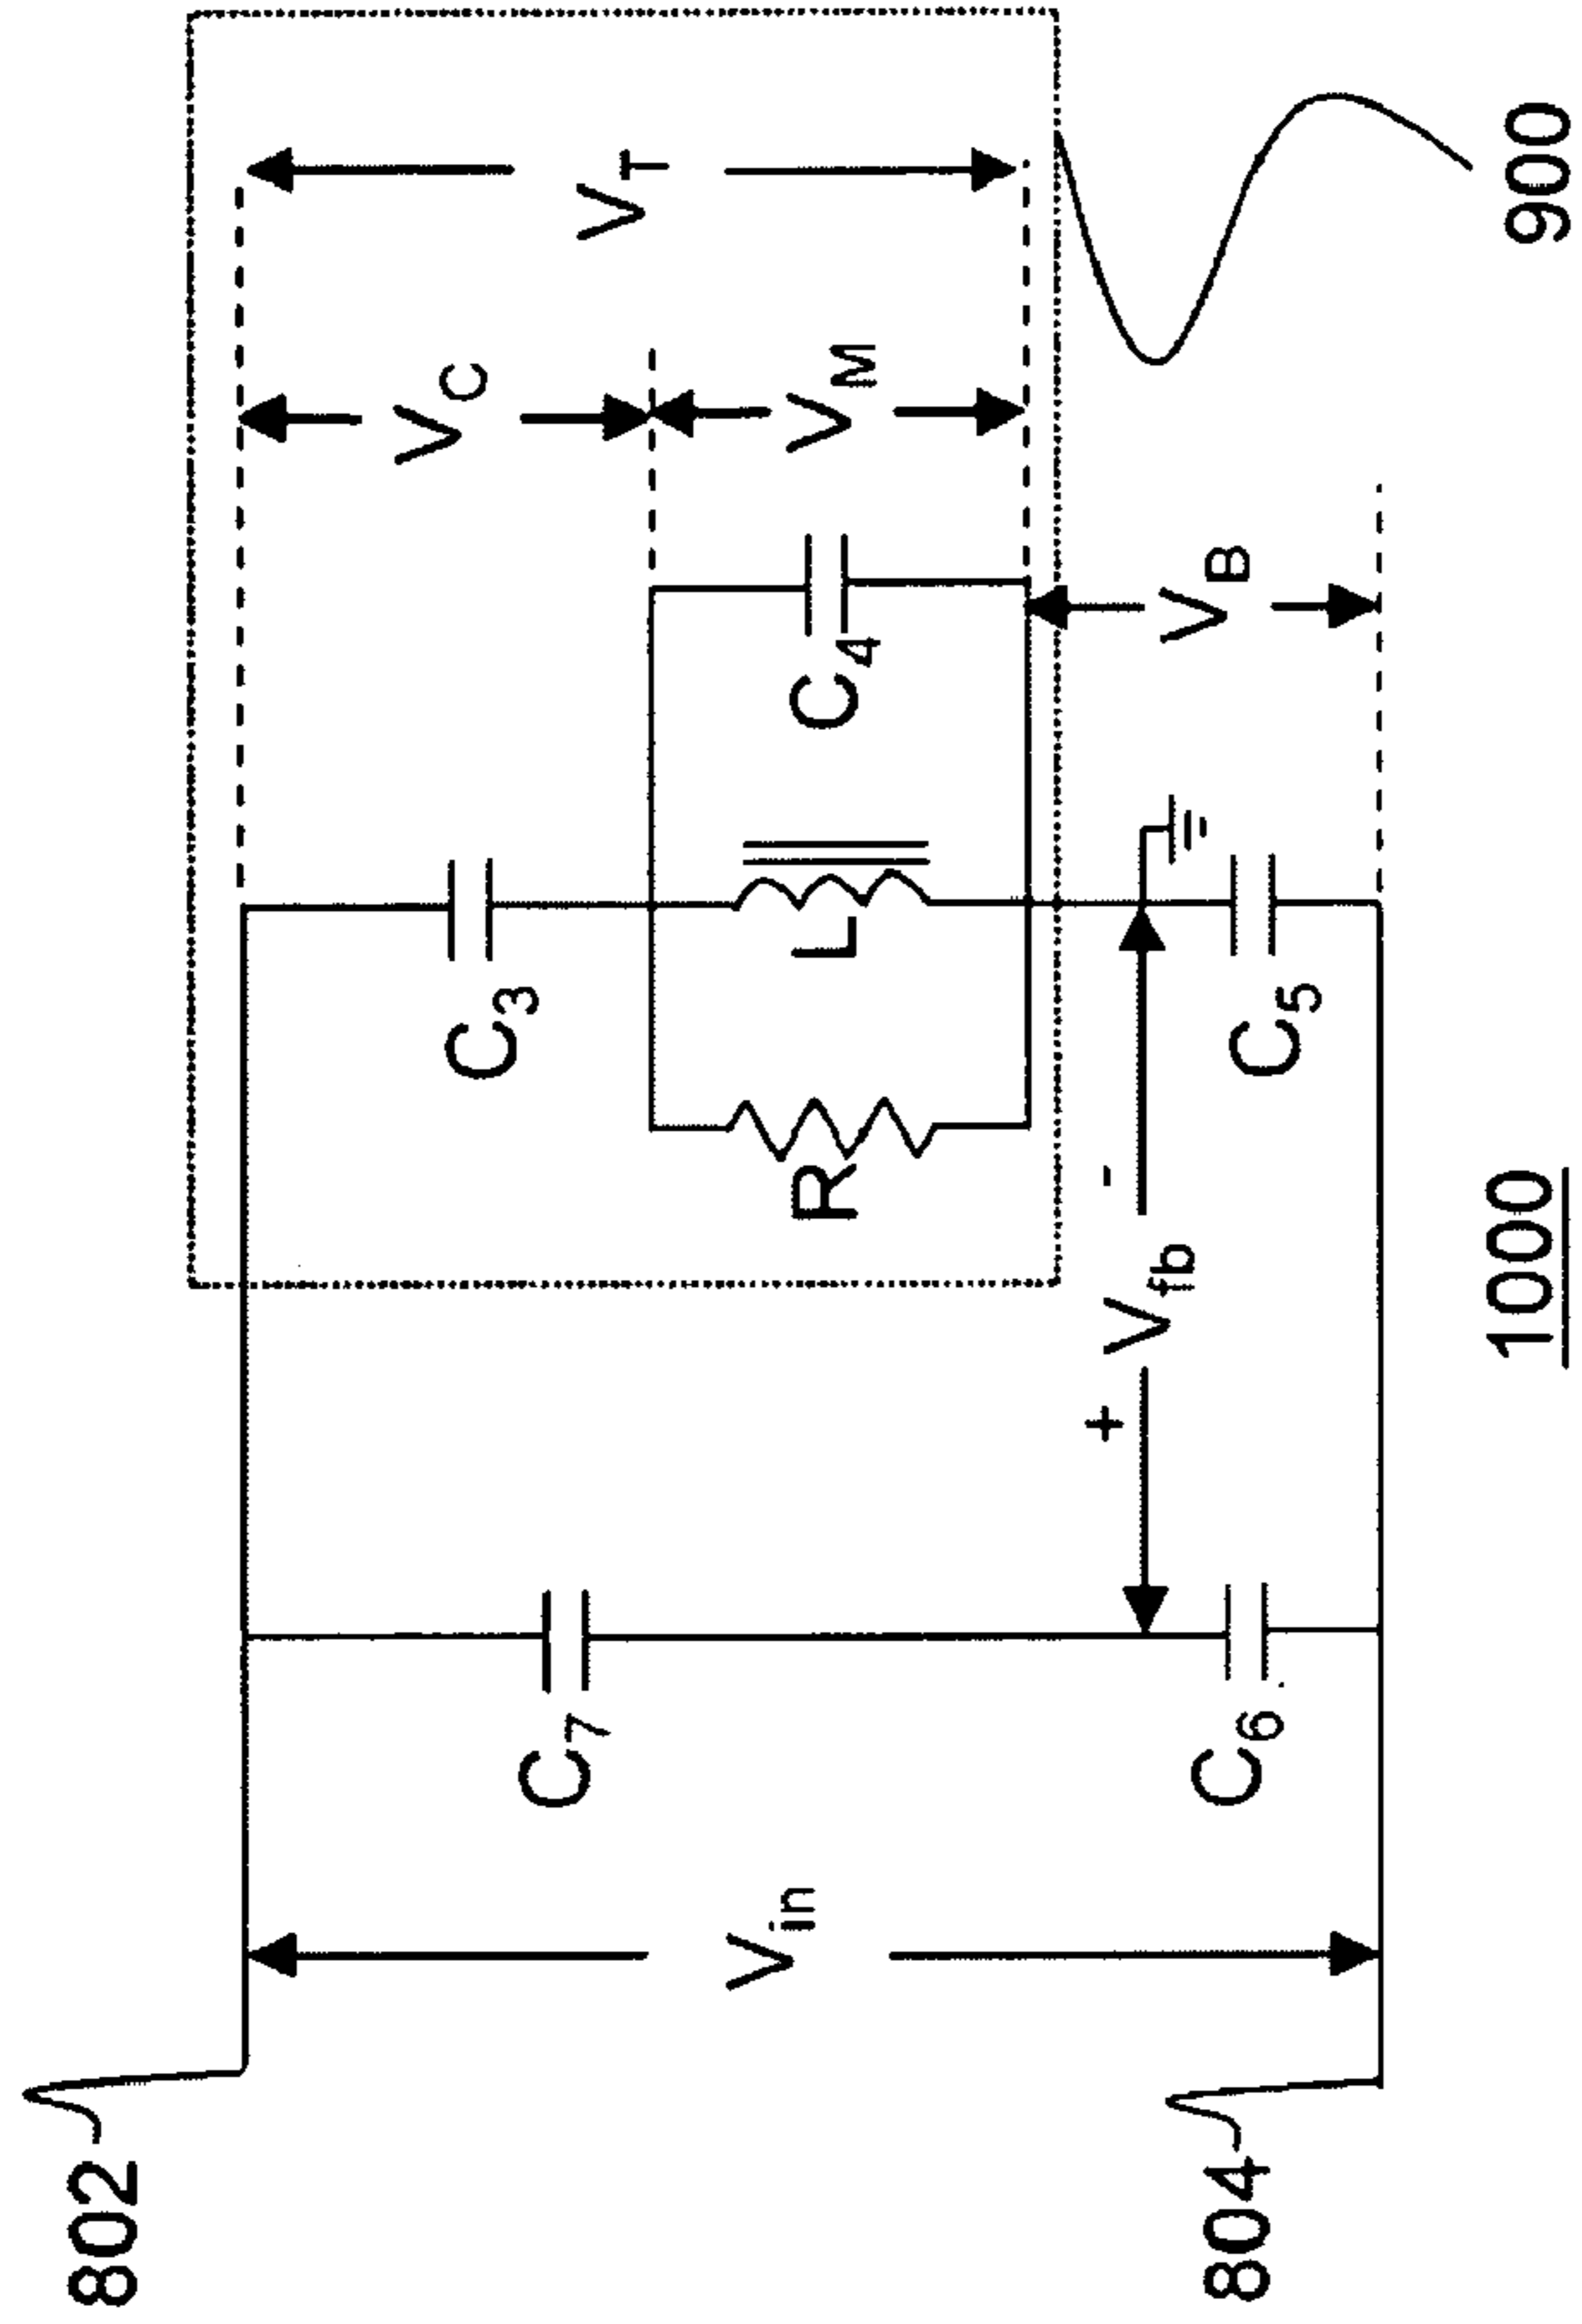 802
804
V_in
C_7
C_6
+ V_fb -
R
L
C_3
C_4
C_5
V_C
V_M
V_T
V_B
900
1000